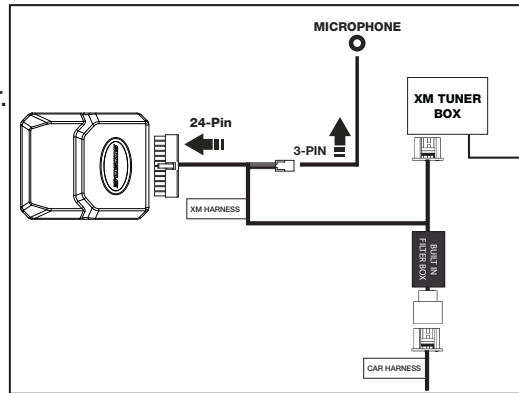 MICROPHONE
XM TUNER
BOX
24-Pin
3-PIN
XM HARNESS
BUILT IN
FILTER BOX
CAR HARNESS